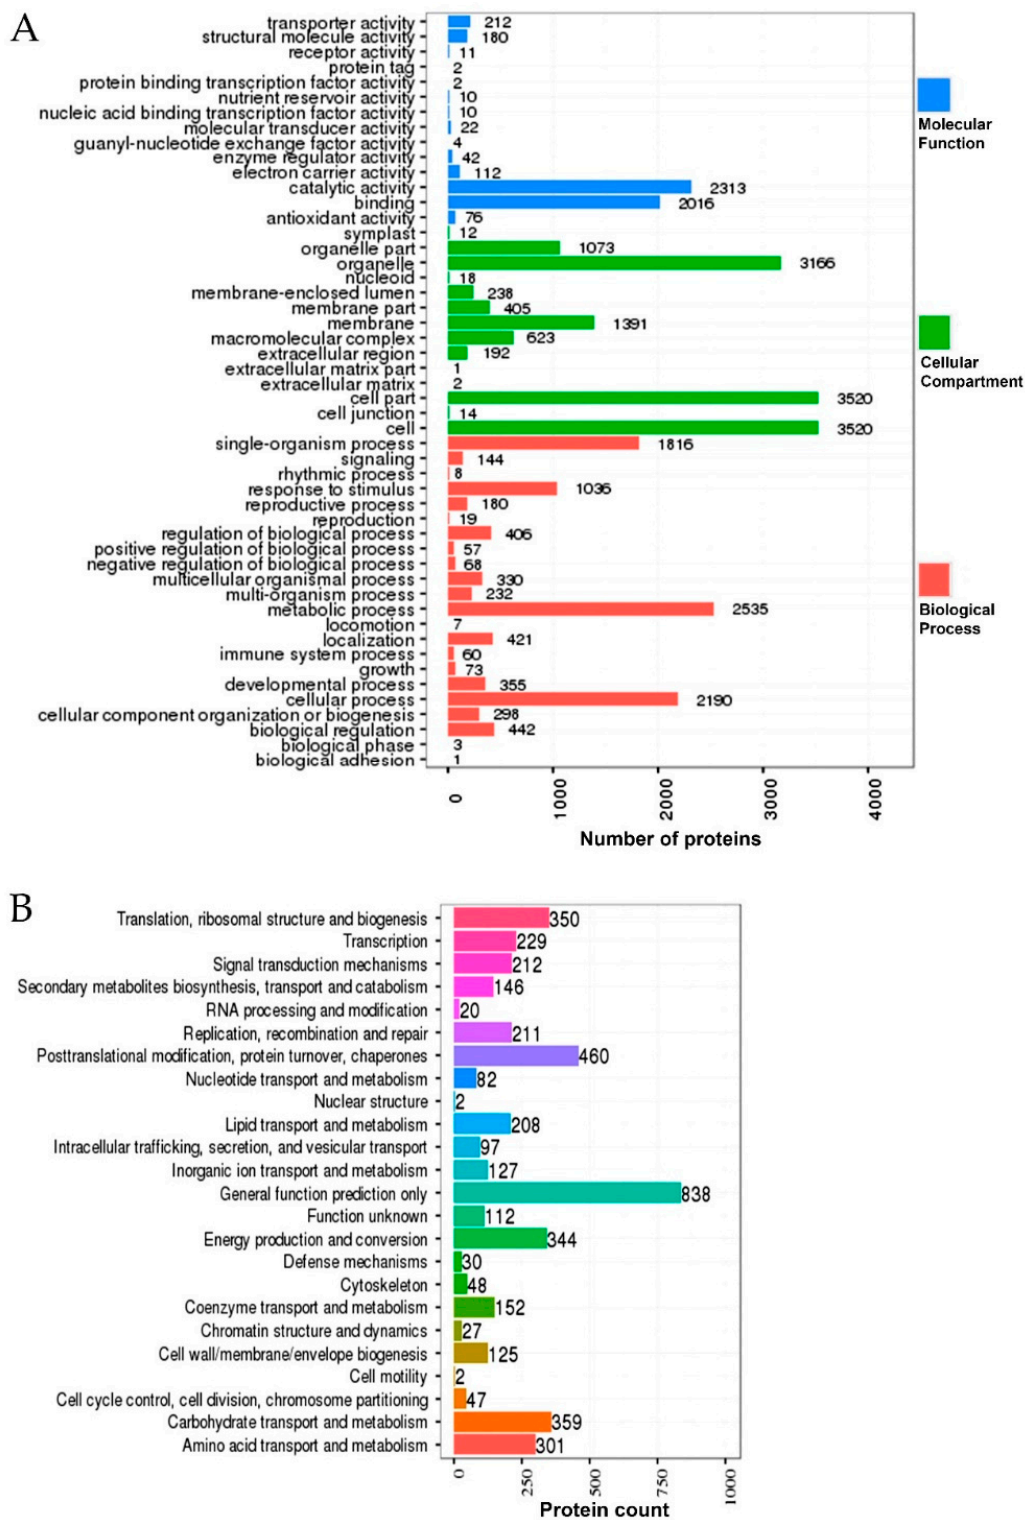 A
transporter activity 212
structural molecule activity 180
receptor activity 11
protein tag 2
protein binding transcription factor activity 2
nutrient reservoir activity 10
nucleic acid binding transcription factor activity 10
molecular transducer activity 22
guanyl-nucleotide exchange factor activity 4
enzyme regulator activity 42
electron carrier activity 112
catalytic activity 2313
binding 2016
antioxidant activity 76
symplast 12
organelle part 1073
organelle 3166
nucleoid 18
membrane-enclosed lumen 238
membrane part 405
membrane 1391
macromolecular complex 623
extracellular region 192
extracellular matrix part 1
extracellular matrix 2
cell part 3520
cell junction 14
cell 3520
single-organism process 1816
signaling 144
rhythmic process 8
response to stimulus 1036
reproductive process 180
reproduction 19
regulation of biological process 406
positive regulation of biological process 57
negative regulation of biological process 68
multicellular organismal process 330
multi-organism process 232
metabolic process 2535
locomotion 7
localization 421
immune system process 60
growth 73
developmental process 355
cellular process 2190
cellular component organization or biogenesis 298
biological regulation 442
biological phase 3
biological adhesion 1
0 1000 2000 3000 4000
Number of proteins
Molecular
Function
Cellular
Compartment
Biological
Process
B
Translation, ribosomal structure and biogenesis 350
Transcription 229
Signal transduction mechanisms 212
Secondary metabolites biosynthesis, transport and catabolism 146
RNA processing and modification 20
Replication, recombination and repair 211
Posttranslational modification, protein turnover, chaperones 460
Nucleotide transport and metabolism 82
Nuclear structure 2
Lipid transport and metabolism 208
Intracellular trafficking, secretion, and vesicular transport 97
Inorganic ion transport and metabolism 127
General function prediction only 838
Function unknown 112
Energy production and conversion 344
Defense mechanisms 30
Cytoskeleton 48
Coenzyme transport and metabolism 152
Chromatin structure and dynamics 27
Cell wall/membrane/envelope biogenesis 125
Cell motility 2
Cell cycle control, cell division, chromosome partitioning 47
Carbohydrate transport and metabolism 359
Amino acid transport and metabolism 301
0 250 500 750 1000
Protein count